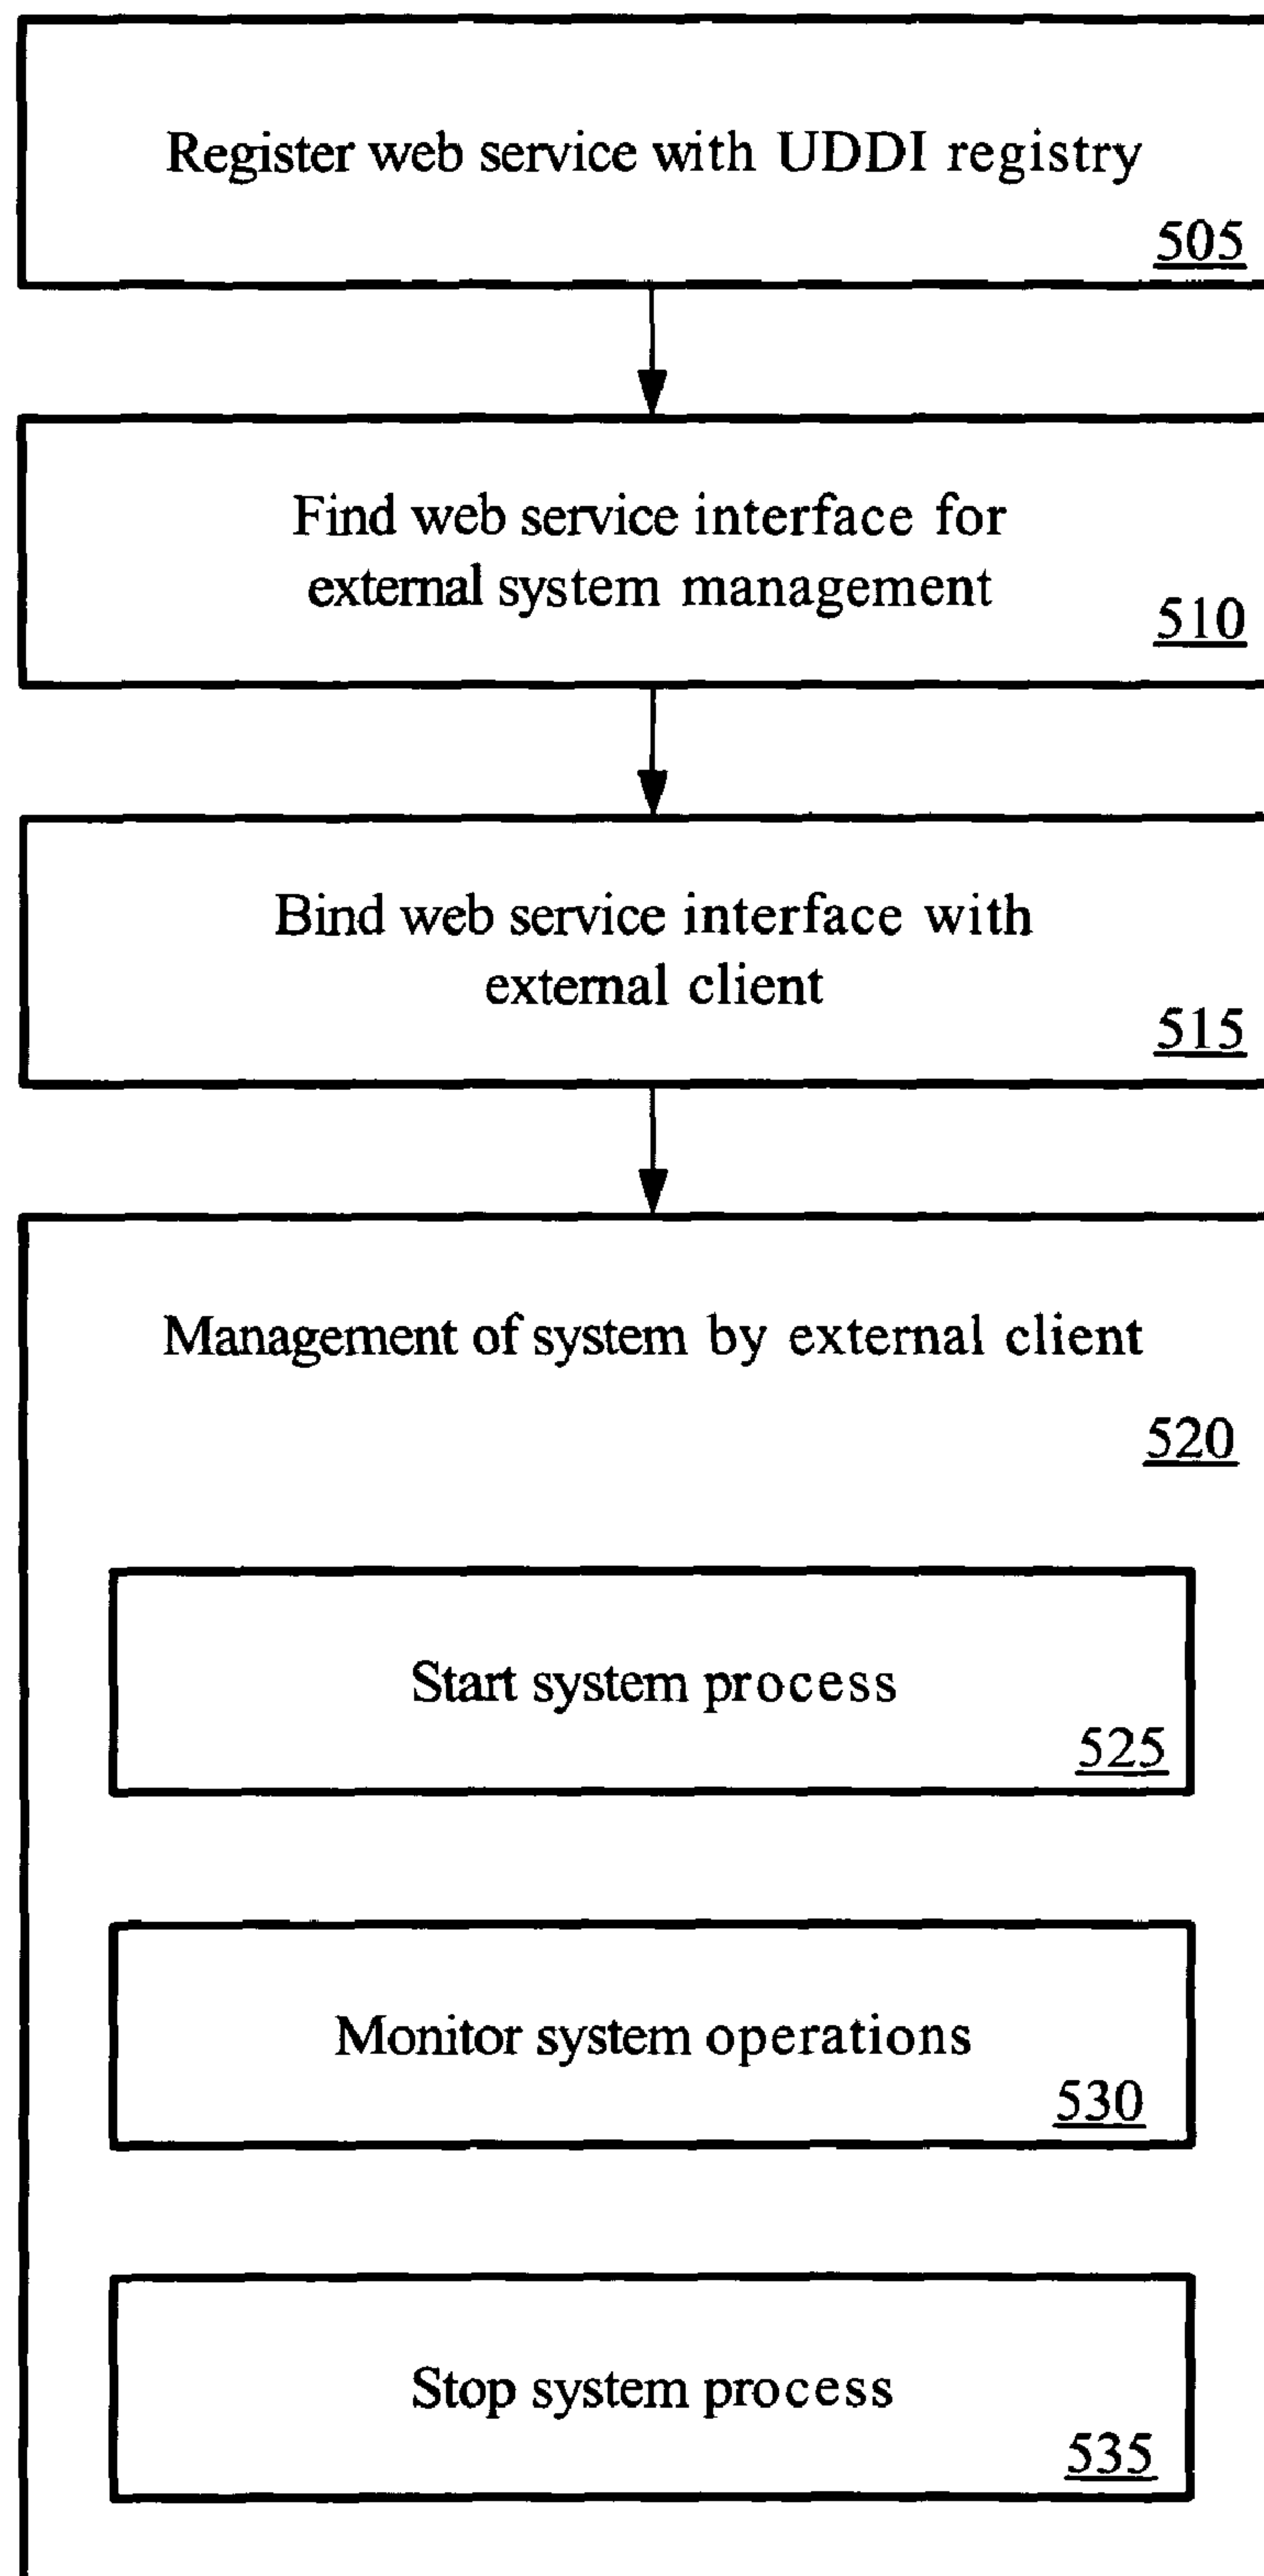 Register web service with UDDI registry
505
Find web service interface for
external system management
510
Bind web service interface with
external client
515
Management of system by external client
520
Start system process
525
Monitor system operations
530
Stop system process
535